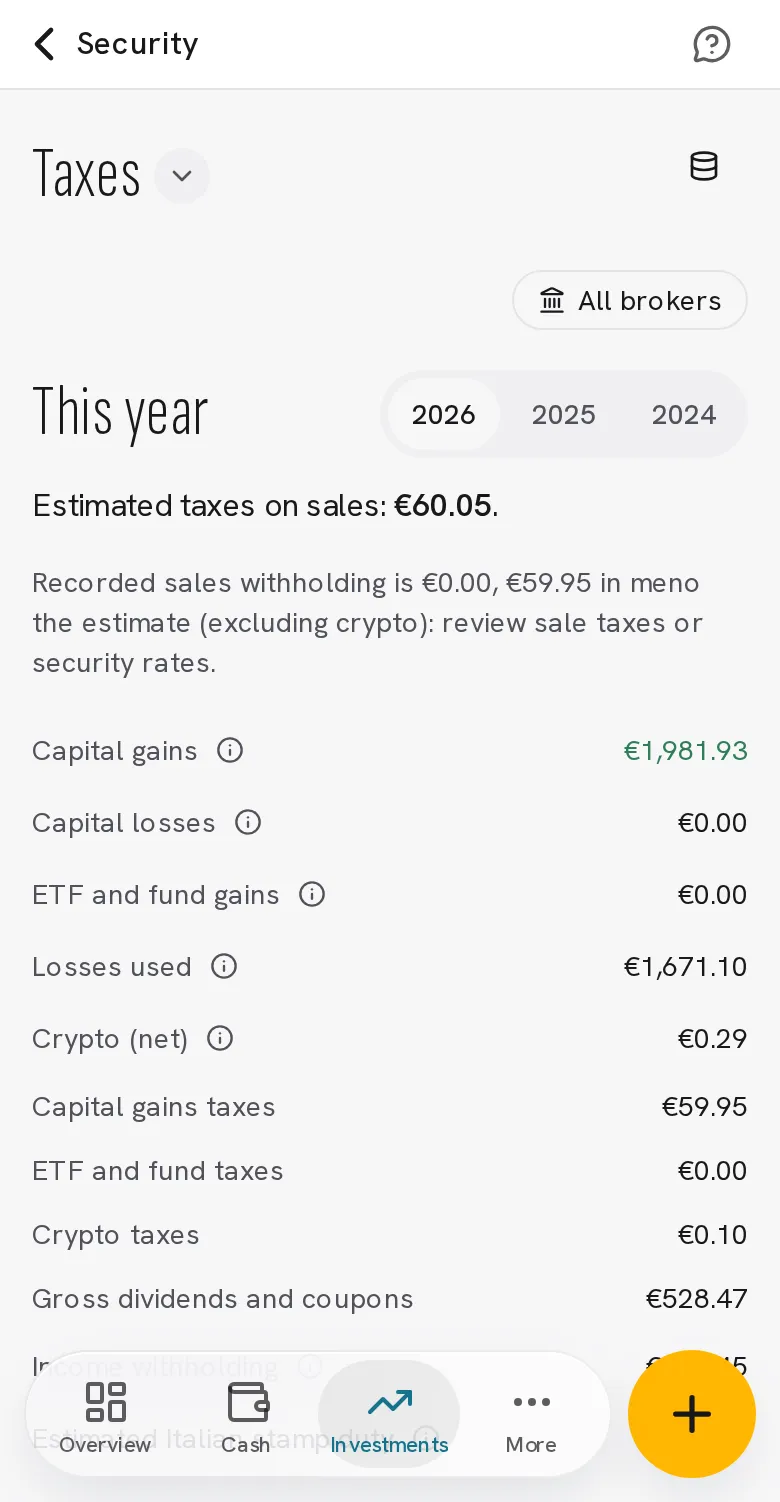 Security
Taxes
All brokers
This year
2026 2025 2024
Estimated taxes on sales: €60.05.
Recorded sales withholding is €0.00, €59.95 in meno
the estimate (excluding crypto): review sale taxes or
security rates.
Capital gains €1,981.93
Capital losses €0.00
ETF and fund gains €0.00
Losses used €1,671.10
Crypto (net) €0.29
Capital gains taxes €59.95
ETF and fund taxes €0.00
Crypto taxes €0.10
Gross dividends and coupons €528.47
Income withholding
Estimated Italian stamp duty
Overview Cash Investments More